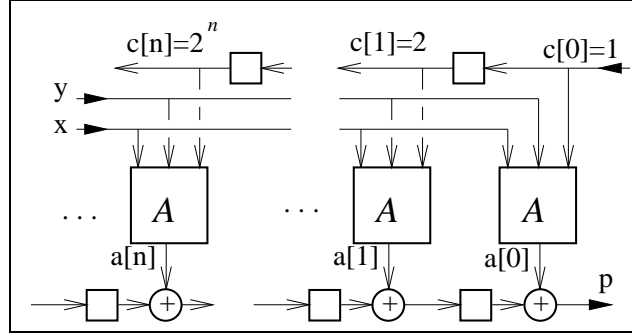 c[n]=2^n c[1]=2 c[0]=1
y
x
. . . A . . . A A
a[n] a[1] a[0] p
+ + +